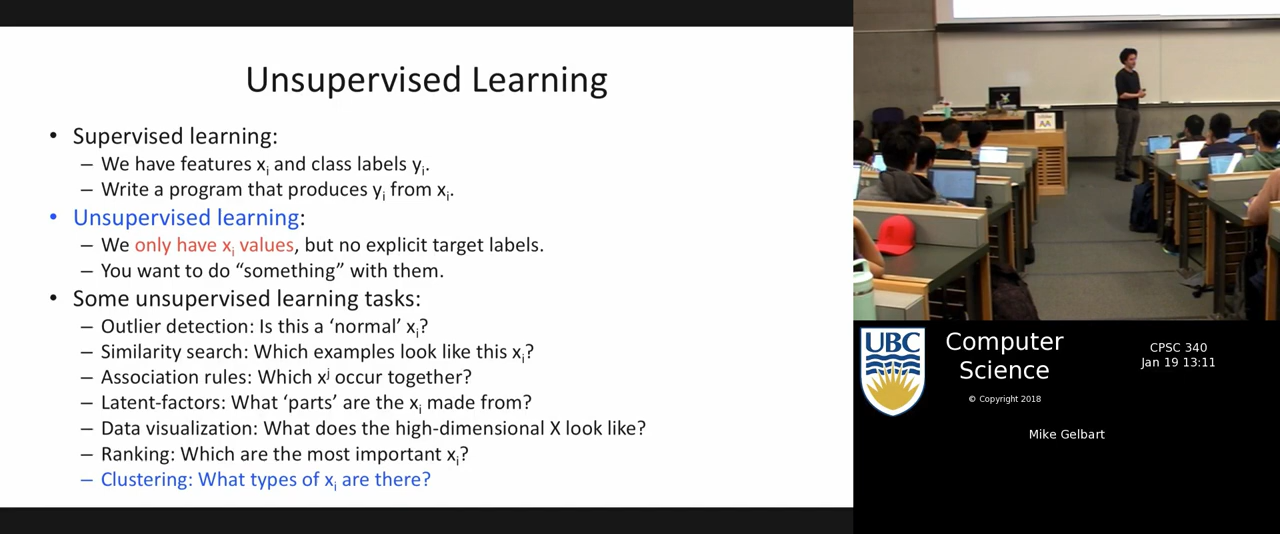 Unsupervised Learning
• Supervised learning:
– We have features xᵢ and class labels yᵢ.
– Write a program that produces yᵢ from xᵢ.
• Unsupervised learning:
– We only have xᵢ values, but no explicit target labels.
– You want to do “something” with them.
• Some unsupervised learning tasks:
– Outlier detection: Is this a ‘normal’ xᵢ?
– Similarity search: Which examples look like this xᵢ?
– Association rules: Which xʲ occur together?
– Latent-factors: What ‘parts’ are the xᵢ made from?
– Data visualization: What does the high-dimensional X look like?
– Ranking: Which are the most important xᵢ?
– Clustering: What types of xᵢ are there?
AA
UBC
Computer
Science
© Copyright 2018
CPSC 340
Jan 19 13:11
Mike Gelbart